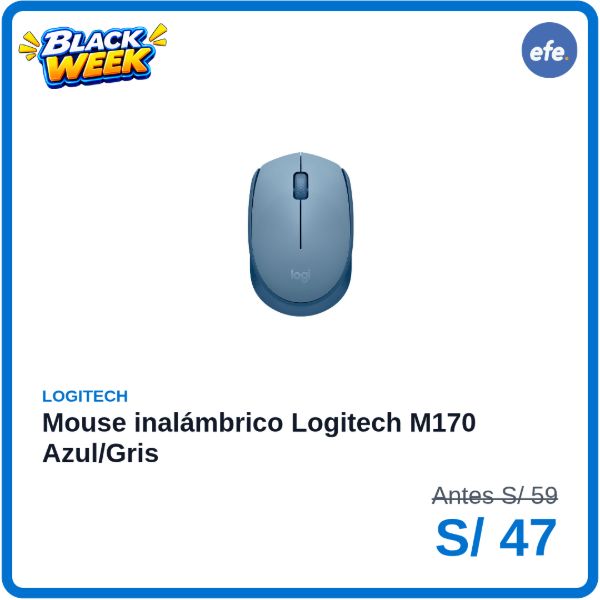 BLACK
WEEK
efe.
logi
LOGITECH
Mouse inalámbrico Logitech M170
Azul/Gris
Antes S/ 59
S/ 47